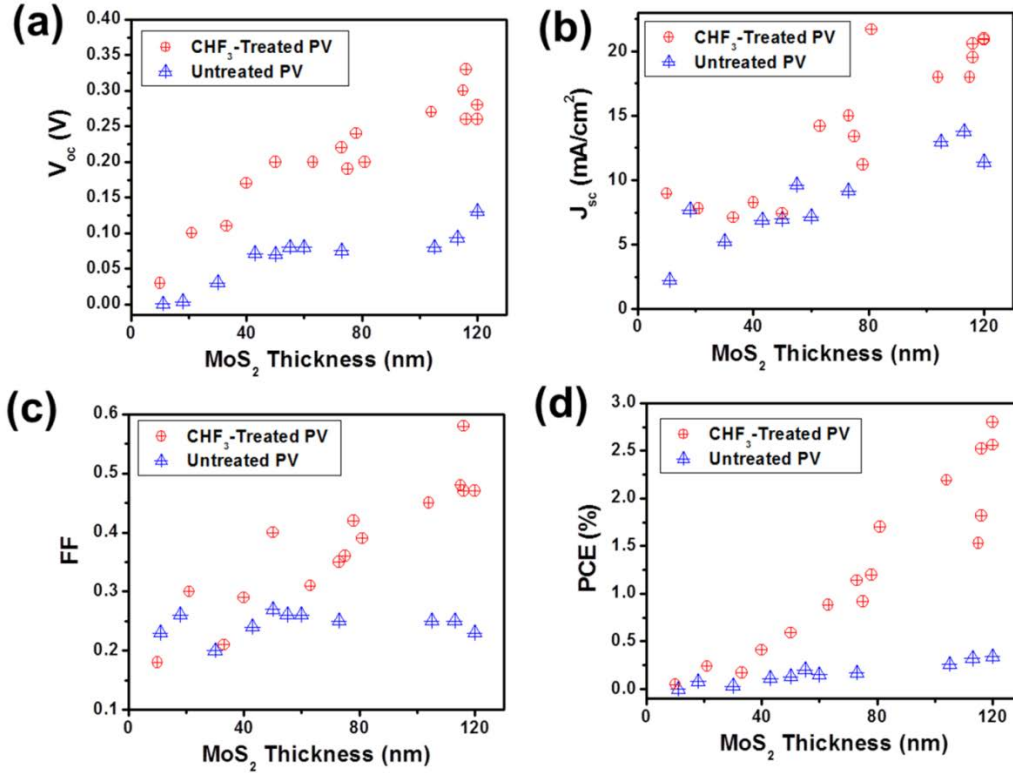 (a)
0.40
0.35
0.30
0.25
0.20
0.15
0.10
0.05
0.00
V_oc (V)
CHF₃-Treated PV
Untreated PV
0 40 80 120
MoS₂ Thickness (nm)
(b)
20
15
10
5
0
J_sc (mA/cm²)
CHF₃-Treated PV
Untreated PV
0 40 80 120
MoS₂ Thickness (nm)
(c)
0.6
0.5
0.4
0.3
0.2
0.1
FF
CHF₃-Treated PV
Untreated PV
0 40 80 120
MoS₂ Thickness (nm)
(d)
3.0
2.5
2.0
1.5
1.0
0.5
0.0
PCE (%)
CHF₃-Treated PV
Untreated PV
0 40 80 120
MoS₂ Thickness (nm)